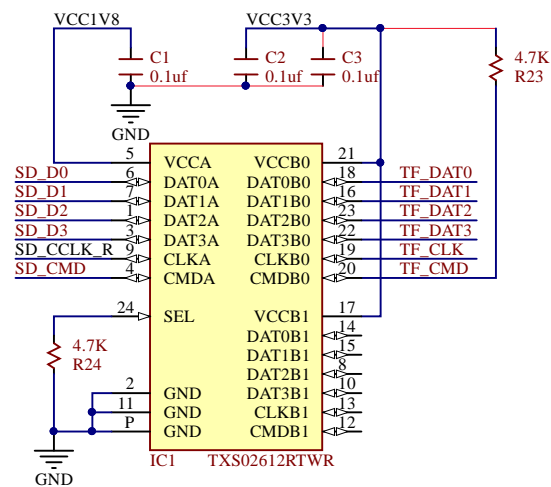 VCC1V8
VCC3V3
C1
0.1uf
C2
0.1uf
C3
0.1uf
4.7K
R23
GND
5
VCCA
VCCB0
21
SD_D0
6
DAT0A
DAT0B0
18
TF_DAT0
SD_D1
7
DAT1A
DAT1B0
16
TF_DAT1
SD_D2
1
DAT2A
DAT2B0
23
TF_DAT2
SD_D3
3
DAT3A
DAT3B0
22
TF_DAT3
SD_CCLK_R
9
CLKA
CLKB0
19
TF_CLK
SD_CMD
4
CMDA
CMDB0
20
TF_CMD
24
SEL
VCCB1
17
DAT0B1
14
DAT1B1
15
DAT2B1
8
DAT3B1
10
CLKB1
13
CMDB1
12
4.7K
R24
2
GND
11
GND
P
GND
IC1
TXS02612RTWR
GND